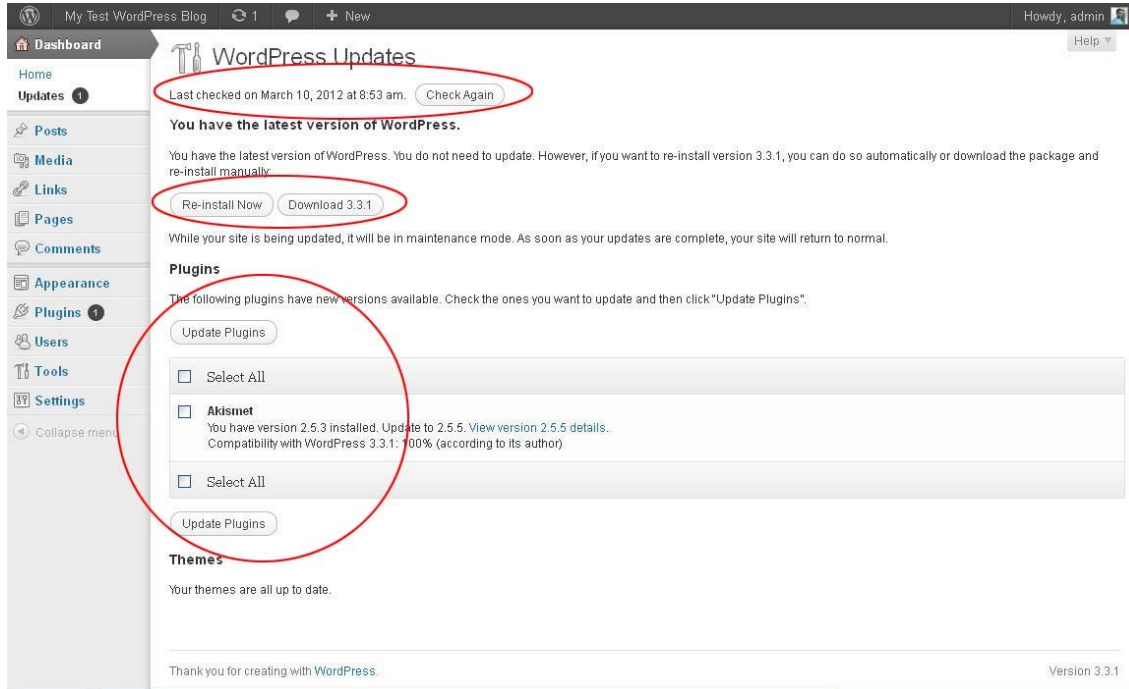 My Test WordPress Blog 1 + New Howdy, admin
Dashboard
Help
Home
Updates 1
Posts
Media
Links
Pages
Comments
Appearance
Plugins 1
Users
Tools
Settings
Collapse menu
WordPress Updates
Last checked on March 10, 2012 at 8:53 am. Check Again
You have the latest version of WordPress.
You have the latest version of WordPress. You do not need to update. However, if you want to re-install version 3.3.1, you can do so automatically or download the package and
re-install manually:
Re-install Now Download 3.3.1
While your site is being updated, it will be in maintenance mode. As soon as your updates are complete, your site will return to normal.
Plugins
The following plugins have new versions available. Check the ones you want to update and then click "Update Plugins".
Update Plugins
Select All
Akismet
You have version 2.5.3 installed. Update to 2.5.5. View version 2.5.5 details.
Compatibility with WordPress 3.3.1: 100% (according to its author)
Select All
Update Plugins
Themes
Your themes are all up to date.
Thank you for creating with WordPress. Version 3.3.1